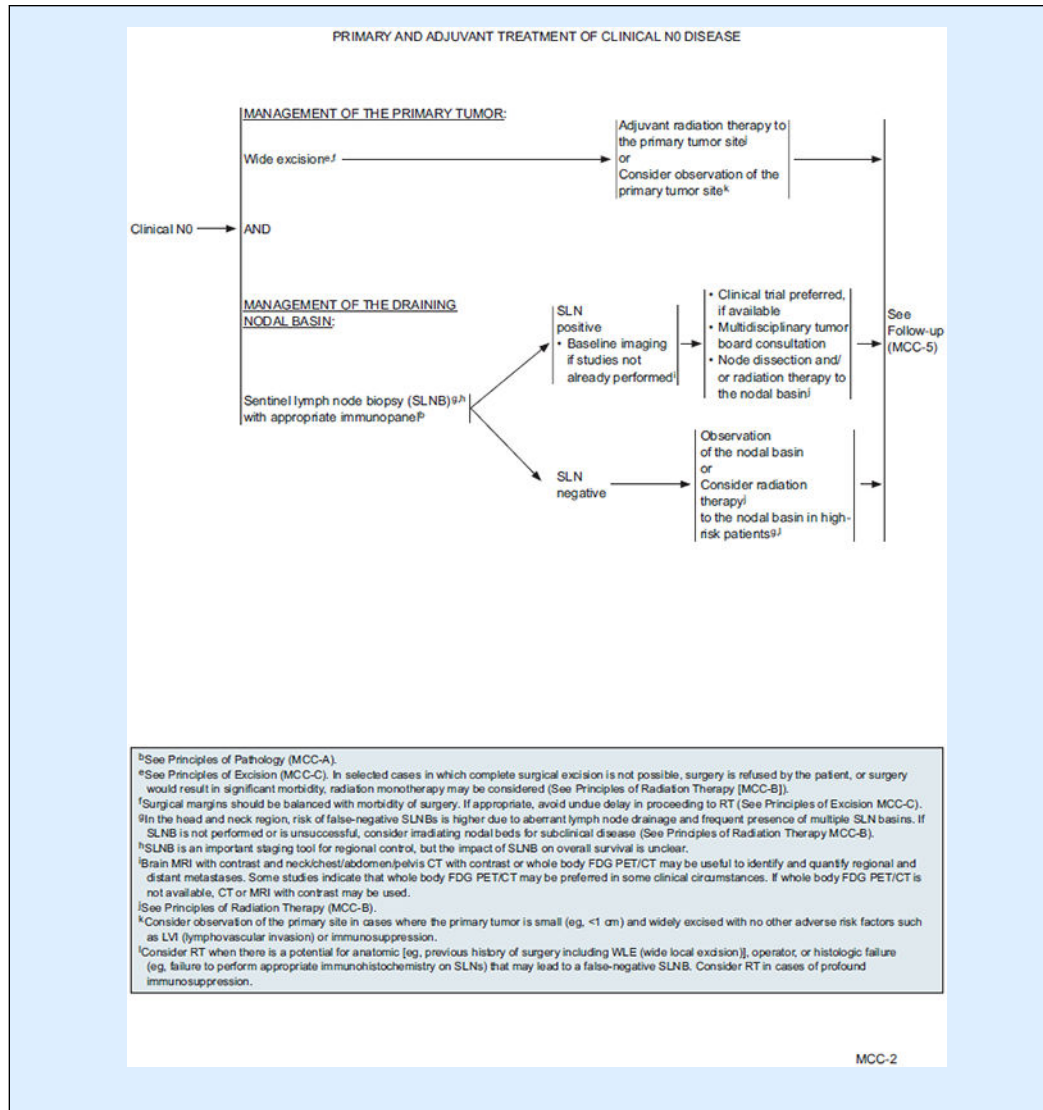 PRIMARY AND ADJUVANT TREATMENT OF CLINICAL N0 DISEASE
MANAGEMENT OF THE PRIMARY TUMOR:
Wide excisione,f
Adjuvant radiation therapy to
the primary tumor sitej
or
Consider observation of the
primary tumor sitek
Clinical N0
AND
MANAGEMENT OF THE DRAINING
NODAL BASIN:
Sentinel lymph node biopsy (SLNB)g,h
with appropriate immunopanelb
SLN
positive
• Baseline imaging
if studies not
already performedi
• Clinical trial preferred,
if available
• Multidisciplinary tumor
board consultation
• Node dissection and/
or radiation therapy to
the nodal basinj
See
Follow-up
(MCC-5)
SLN
negative
Observation
of the nodal basin
or
Consider radiation
therapyj
to the nodal basin in high-
risk patientsg,l
bSee Principles of Pathology (MCC-A).
eSee Principles of Excision (MCC-C). In selected cases in which complete surgical excision is not possible, surgery is refused by the patient, or surgery
would result in significant morbidity, radiation monotherapy may be considered (See Principles of Radiation Therapy [MCC-B]).
fSurgical margins should be balanced with morbidity of surgery. If appropriate, avoid undue delay in proceeding to RT (See Principles of Excision MCC-C).
gIn the head and neck region, risk of false-negative SLNBs is higher due to aberrant lymph node drainage and frequent presence of multiple SLN basins. If
SLNB is not performed or is unsuccessful, consider irradiating nodal beds for subclinical disease (See Principles of Radiation Therapy MCC-B).
hSLNB is an important staging tool for regional control, but the impact of SLNB on overall survival is unclear.
iBrain MRI with contrast and neck/chest/abdomen/pelvis CT with contrast or whole body FDG PET/CT may be useful to identify and quantify regional and
distant metastases. Some studies indicate that whole body FDG PET/CT may be preferred in some clinical circumstances. If whole body FDG PET/CT is
not available, CT or MRI with contrast may be used.
jSee Principles of Radiation Therapy (MCC-B).
kConsider observation of the primary site in cases where the primary tumor is small (eg, <1 cm) and widely excised with no other adverse risk factors such
as LVI (lymphovascular invasion) or immunosuppression.
lConsider RT when there is a potential for anatomic [eg, previous history of surgery including WLE (wide local excision)], operator, or histologic failure
(eg, failure to perform appropriate immunohistochemistry on SLNs) that may lead to a false-negative SLNB. Consider RT in cases of profound
immunosuppression.
MCC-2